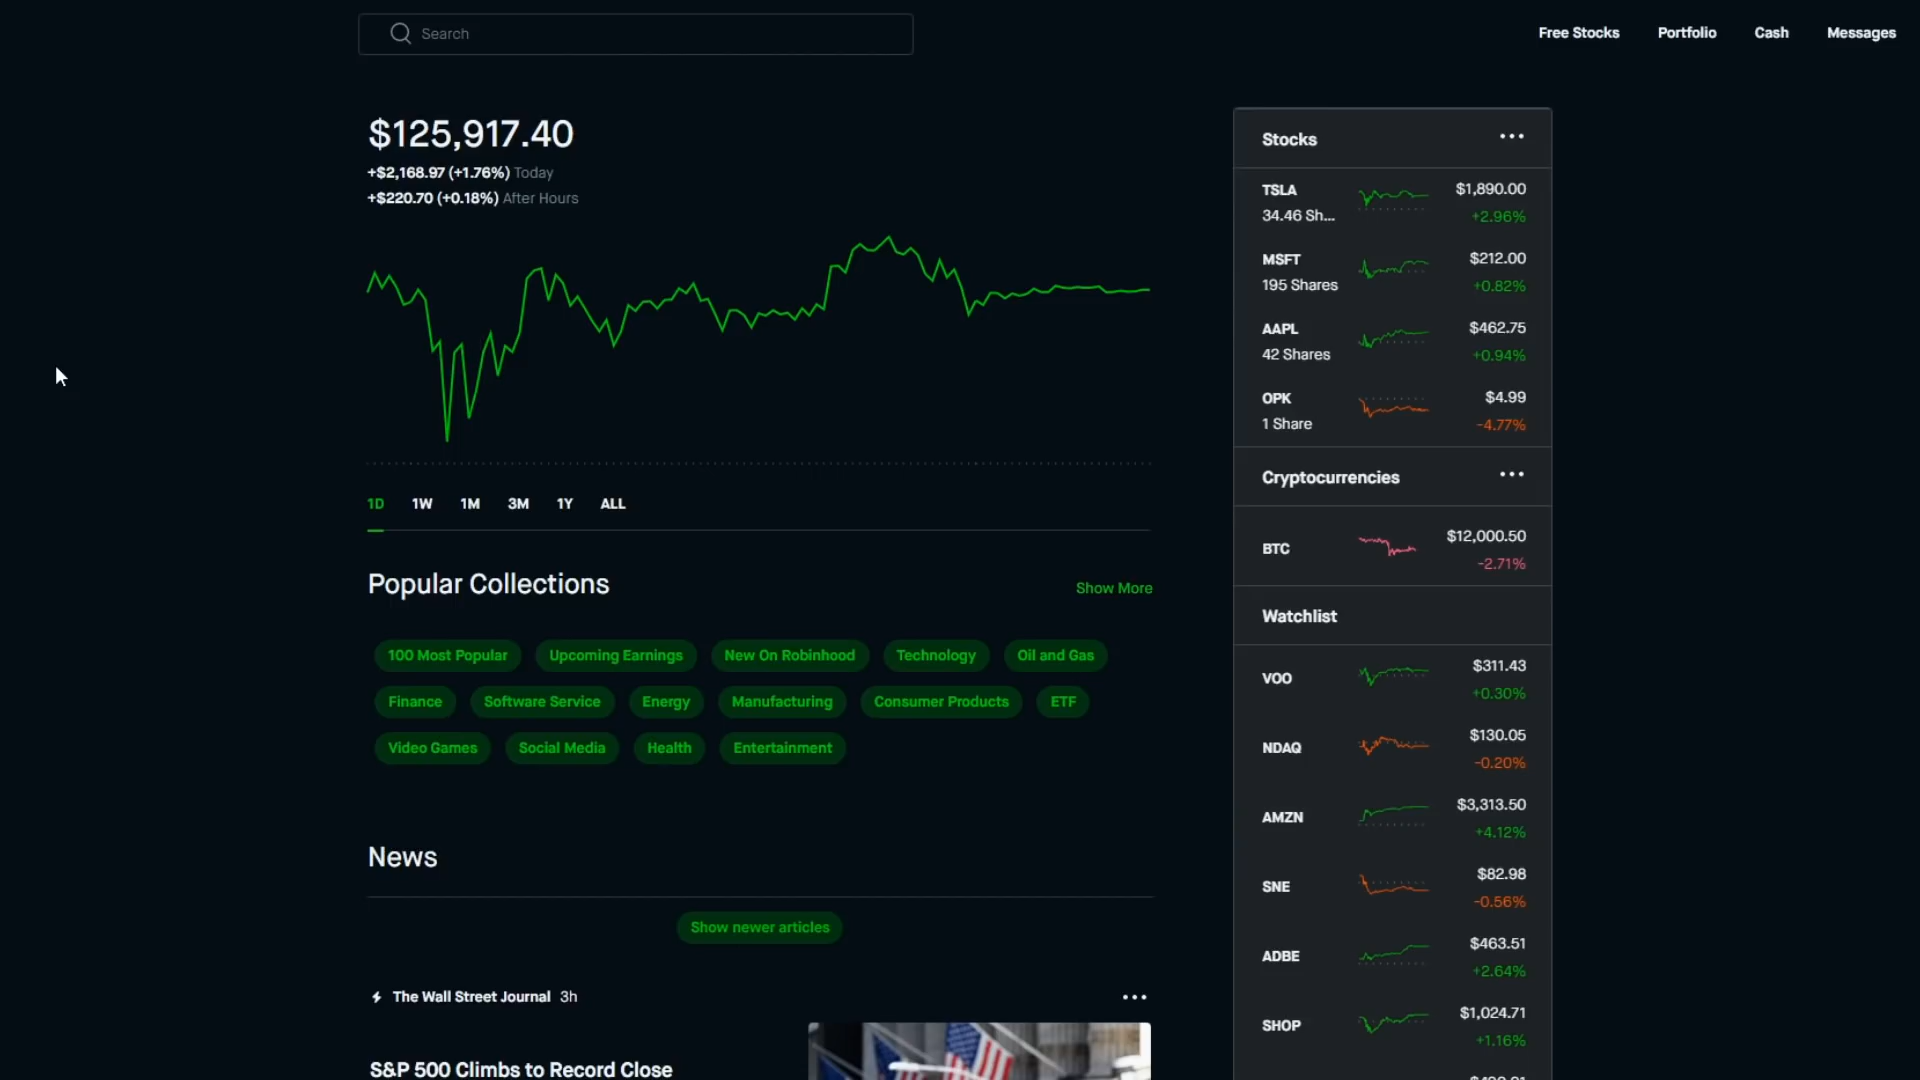 Search
Free Stocks
Portfolio
Cash
Messages
$125,917.40
+$2,168.97 (+1.76%) Today
+$220.70 (+0.18%) After Hours
1D 1W 1M 3M 1Y ALL
Popular Collections
Show More
100 Most Popular
Upcoming Earnings
New On Robinhood
Technology
Oil and Gas
Finance
Software Service
Energy
Manufacturing
Consumer Products
ETF
Video Games
Social Media
Health
Entertainment
News
Show newer articles
The Wall Street Journal 3h
S&P 500 Climbs to Record Close
Stocks
TSLA $1,890.00
34.46 Sh... +2.96%
MSFT $212.00
195 Shares +0.82%
AAPL $462.75
42 Shares +0.94%
OPK $4.99
1 Share -4.77%
Cryptocurrencies
BTC
$12,000.50
-2.71%
Watchlist
VOO
$311.43
+0.30%
NDAQ
$130.05
-0.20%
AMZN
$3,313.50
+4.12%
SNE
$82.98
-0.56%
ADBE
$463.51
+2.64%
SHOP
$1,024.71
+1.16%